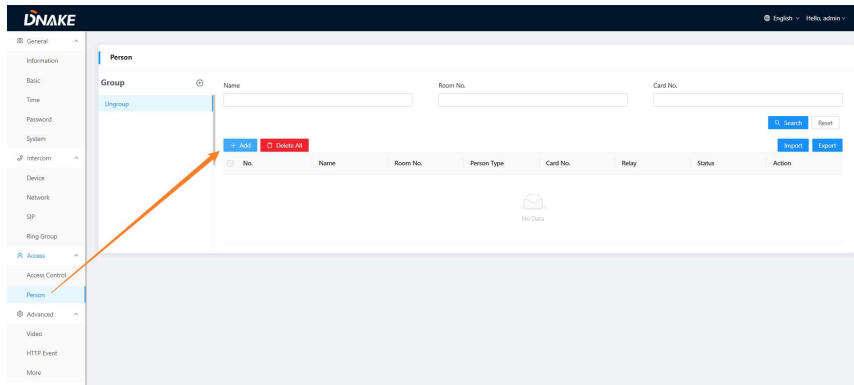 DNAKE
English
Hello, admin
General
Information
Basic
Time
Password
System
Intercom
Device
Network
SIP
Ring Group
Access
Access Control
Person
Advanced
Video
HTTP Event
More
Person
Group
Ungroup
Name
Room No.
Card No.
Search Reset
+ Add Delete All Import Export
No. Name Room No. Person Type Card No. Relay Status Action
No Data